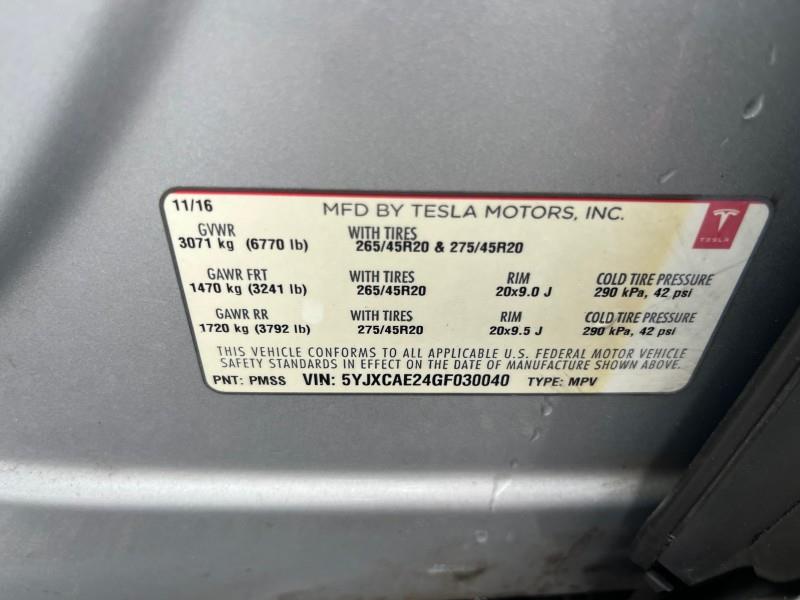 11/16 MFD BY TESLA MOTORS, INC.
TESLA
GVWR WITH TIRES
3071 kg (6770 lb) 265/45R20 & 275/45R20
GAWR FRT WITH TIRES RIM COLD TIRE PRESSURE
1470 kg (3241 lb) 265/45R20 20x9.0 J 290 kPa, 42 psi
GAWR RR WITH TIRES RIM COLD TIRE PRESSURE
1720 kg (3792 lb) 275/45R20 20x9.5 J 290 kPa, 42 psi
THIS VEHICLE CONFORMS TO ALL APPLICABLE U.S. FEDERAL MOTOR VEHICLE
SAFETY STANDARDS IN EFFECT ON THE DATE OF MANUFACTURE SHOWN ABOVE.
PNT: PMSS VIN: 5YJXCAE24GF030040 TYPE: MPV